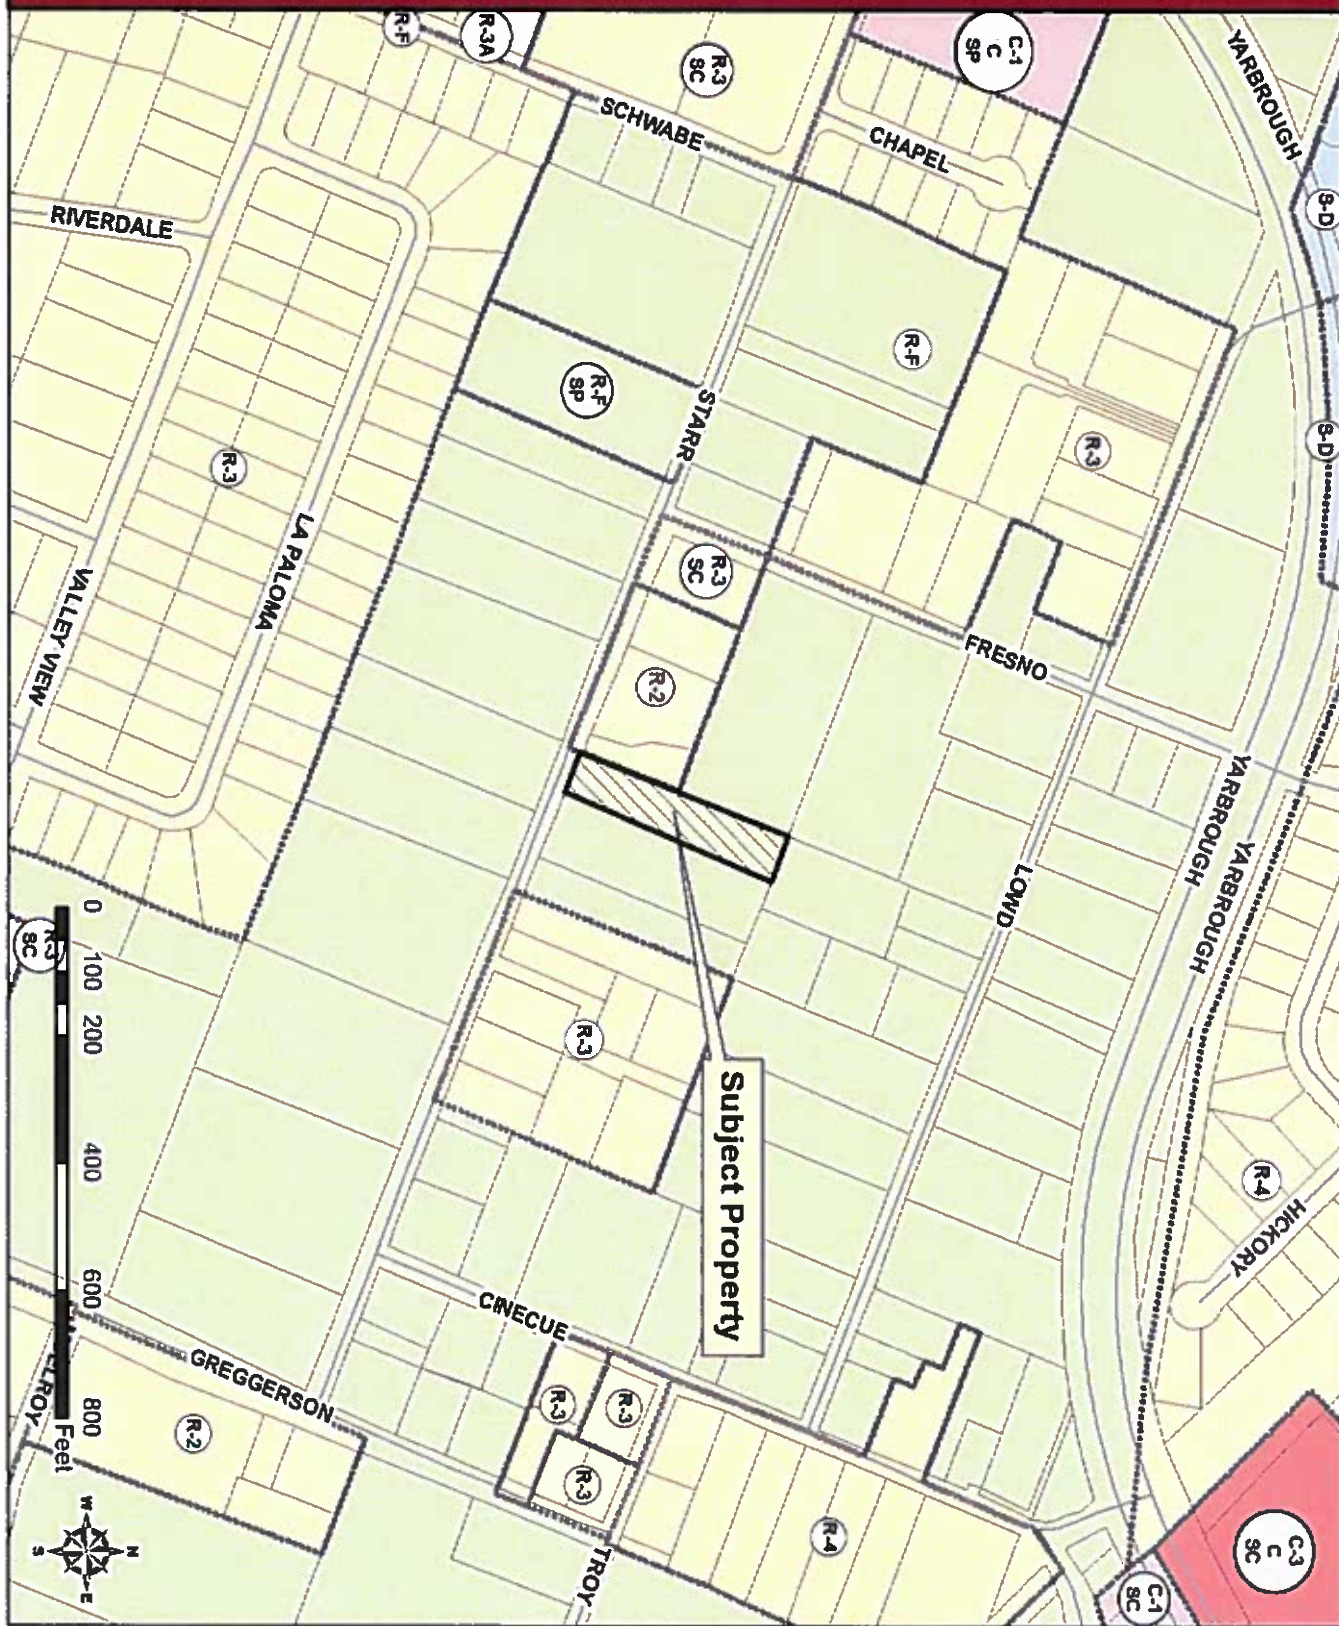 YARBROUGH
S-D
S-D
C-1
C
SP
R-3
SC
R-3A
R-F
SCHWABE
CHAPEL
RIVERDALE
R-F
R-3
R-F
SP
STARR
R-3
LA PALOMA
VALLEY VIEW
R-3
SC
R-2
FRESNO
YARBROUGH
YARBROUGH
LOWD
R-3
SC
R-3
Subject Property
R-4
HICKORY
CINECUE
GREGGERSON
R-2
R-3
R-3
R-3
R-4
TROY
C-3
C
SC
C-1
SC
0 100 200 400 600 800
Feet
N
W
E
S